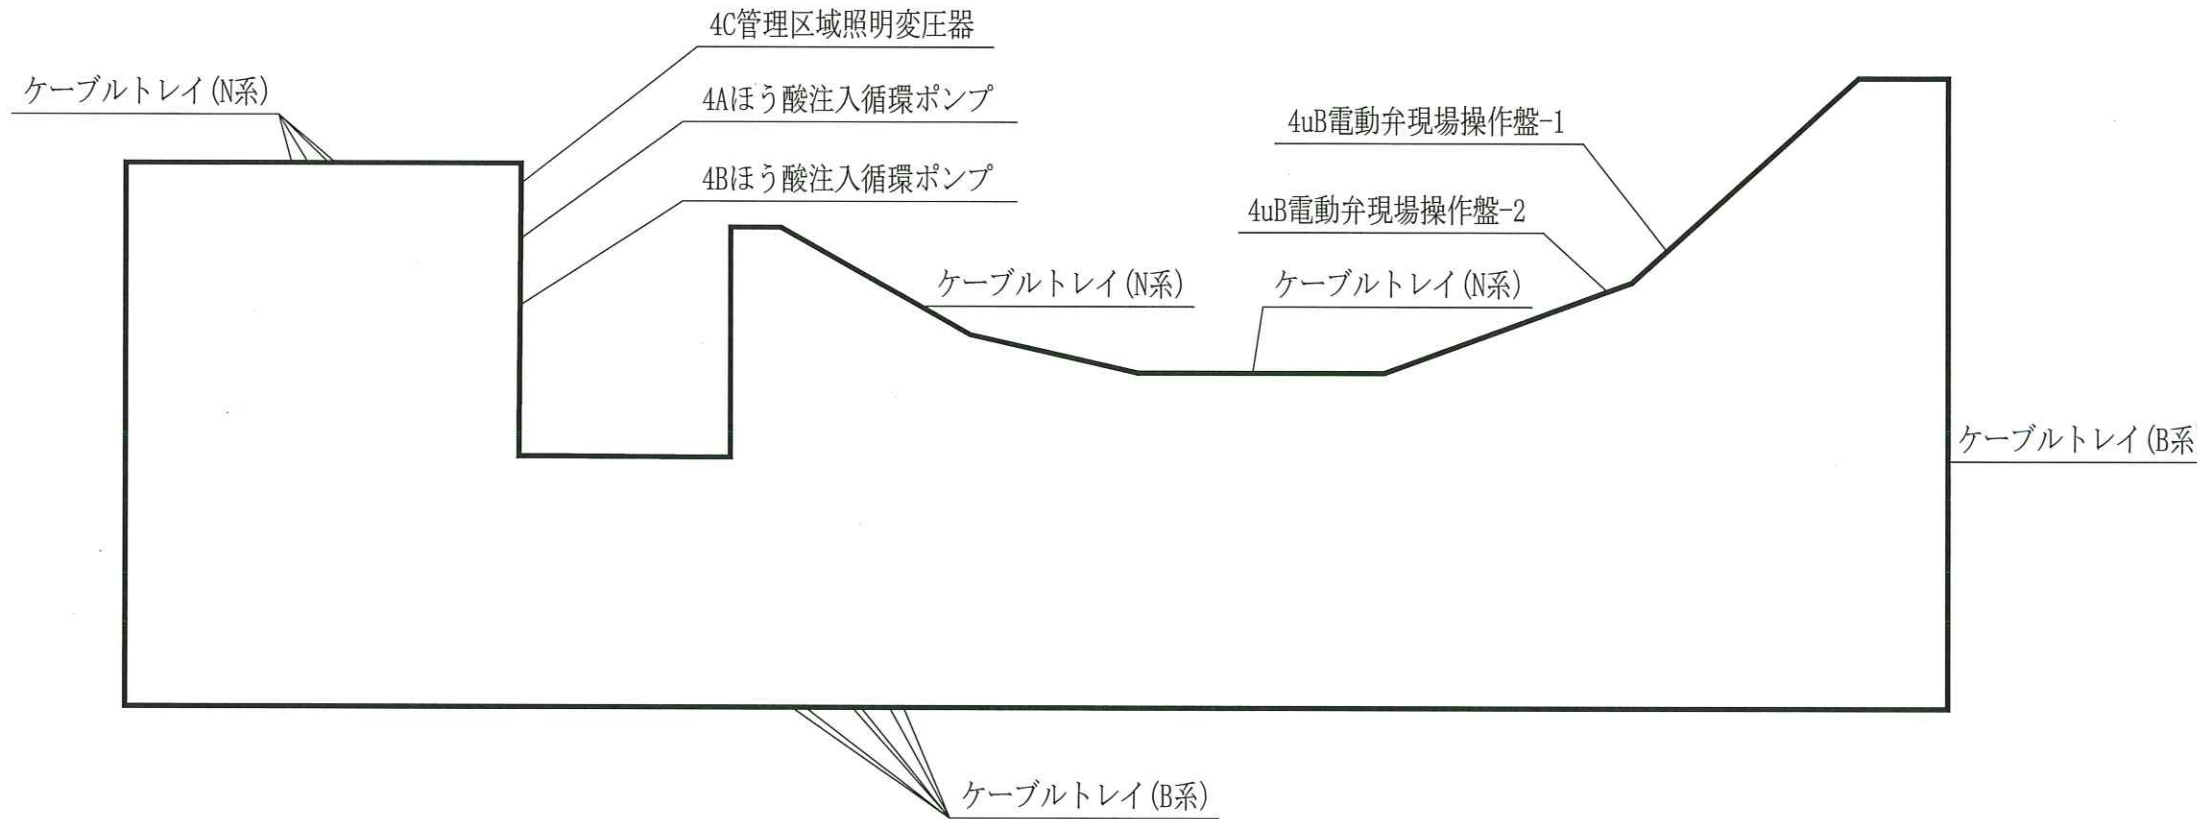 4C管理区域照明変圧器
ケーブルトレイ(N系)
4Aほう酸注入循環ポンプ
4uB電動弁現場操作盤-1
4Bほう酸注入循環ポンプ
4uB電動弁現場操作盤-2
ケーブルトレイ(N系)
ケーブルトレイ(N系)
ケーブルトレイ(B系
ケーブルトレイ(B系)